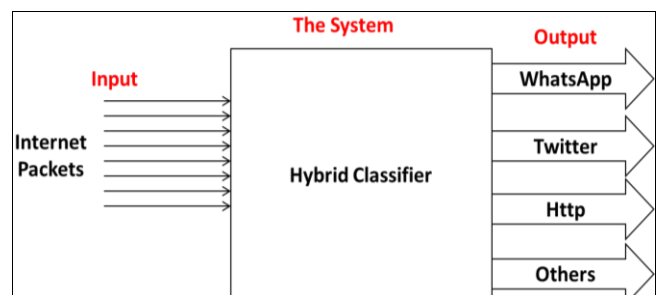 The System
Output
Input
WhatsApp
Internet
Packets
Twitter
Hybrid Classifier
Http
Others